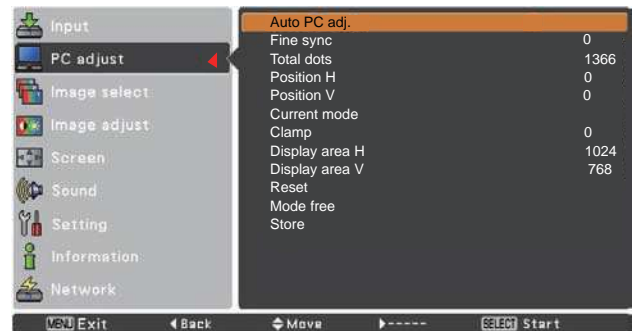 Input
PC adjust
Image select
Image adjust
Screen
Sound
Setting
Information
Network
Auto PC adj.
Fine sync 0
Total dots 1366
Position H 0
Position V 0
Current mode
Clamp 0
Display area H 1024
Display area V 768
Reset
Mode free
Store
MENU Exit Back Move ----- SELECT Start